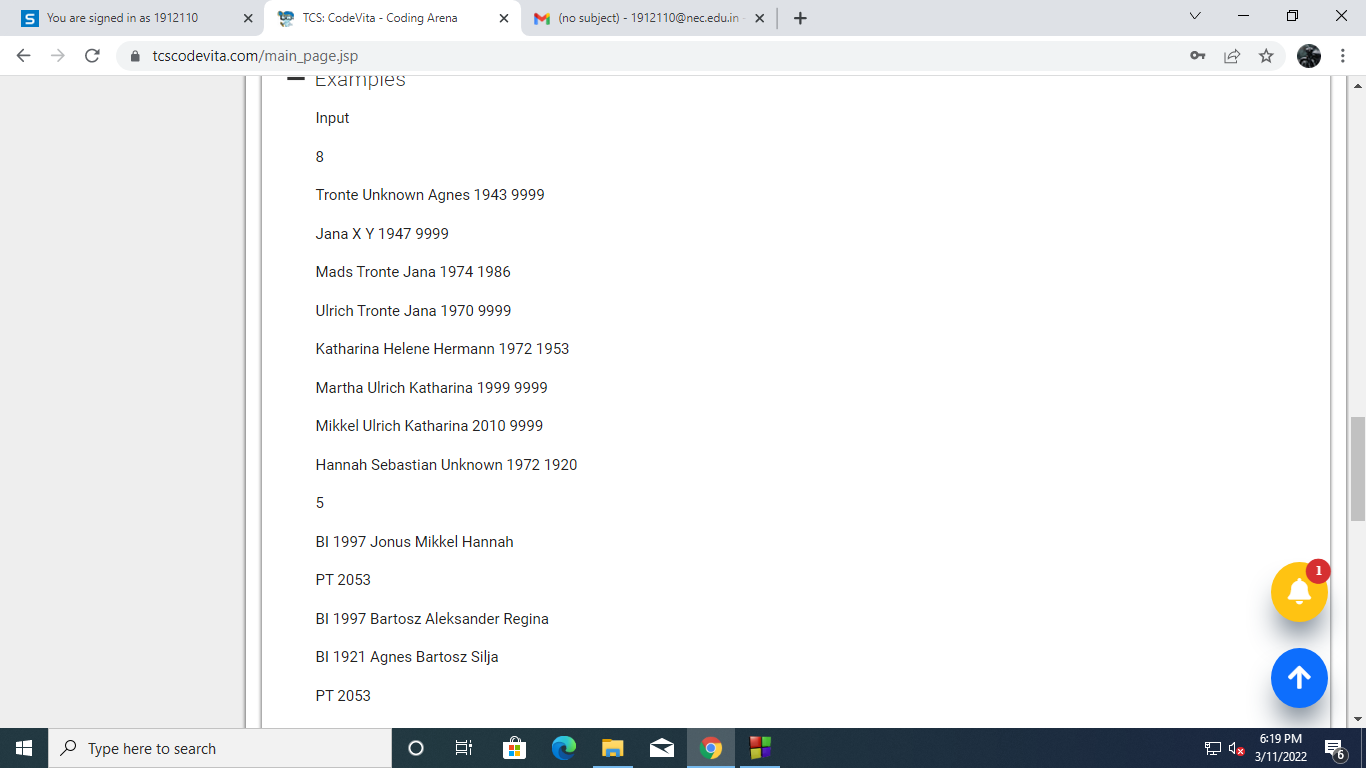 You are signed in as 1912110
TCS: CodeVita - Coding Arena
(no subject) - 1912110@nec.edu.in -
tcscodevita.com/main_page.jsp
Examples
Input
8
Tronte Unknown Agnes 1943 9999
Jana X Y 1947 9999
Mads Tronte Jana 1974 1986
Ulrich Tronte Jana 1970 9999
Katharina Helene Hermann 1972 1953
Martha Ulrich Katharina 1999 9999
Mikkel Ulrich Katharina 2010 9999
Hannah Sebastian Unknown 1972 1920
5
BI 1997 Jonus Mikkel Hannah
PT 2053
BI 1997 Bartosz Aleksander Regina
BI 1921 Agnes Bartosz Silja
PT 2053
1
Type here to search
6:19 PM
3/11/2022
6